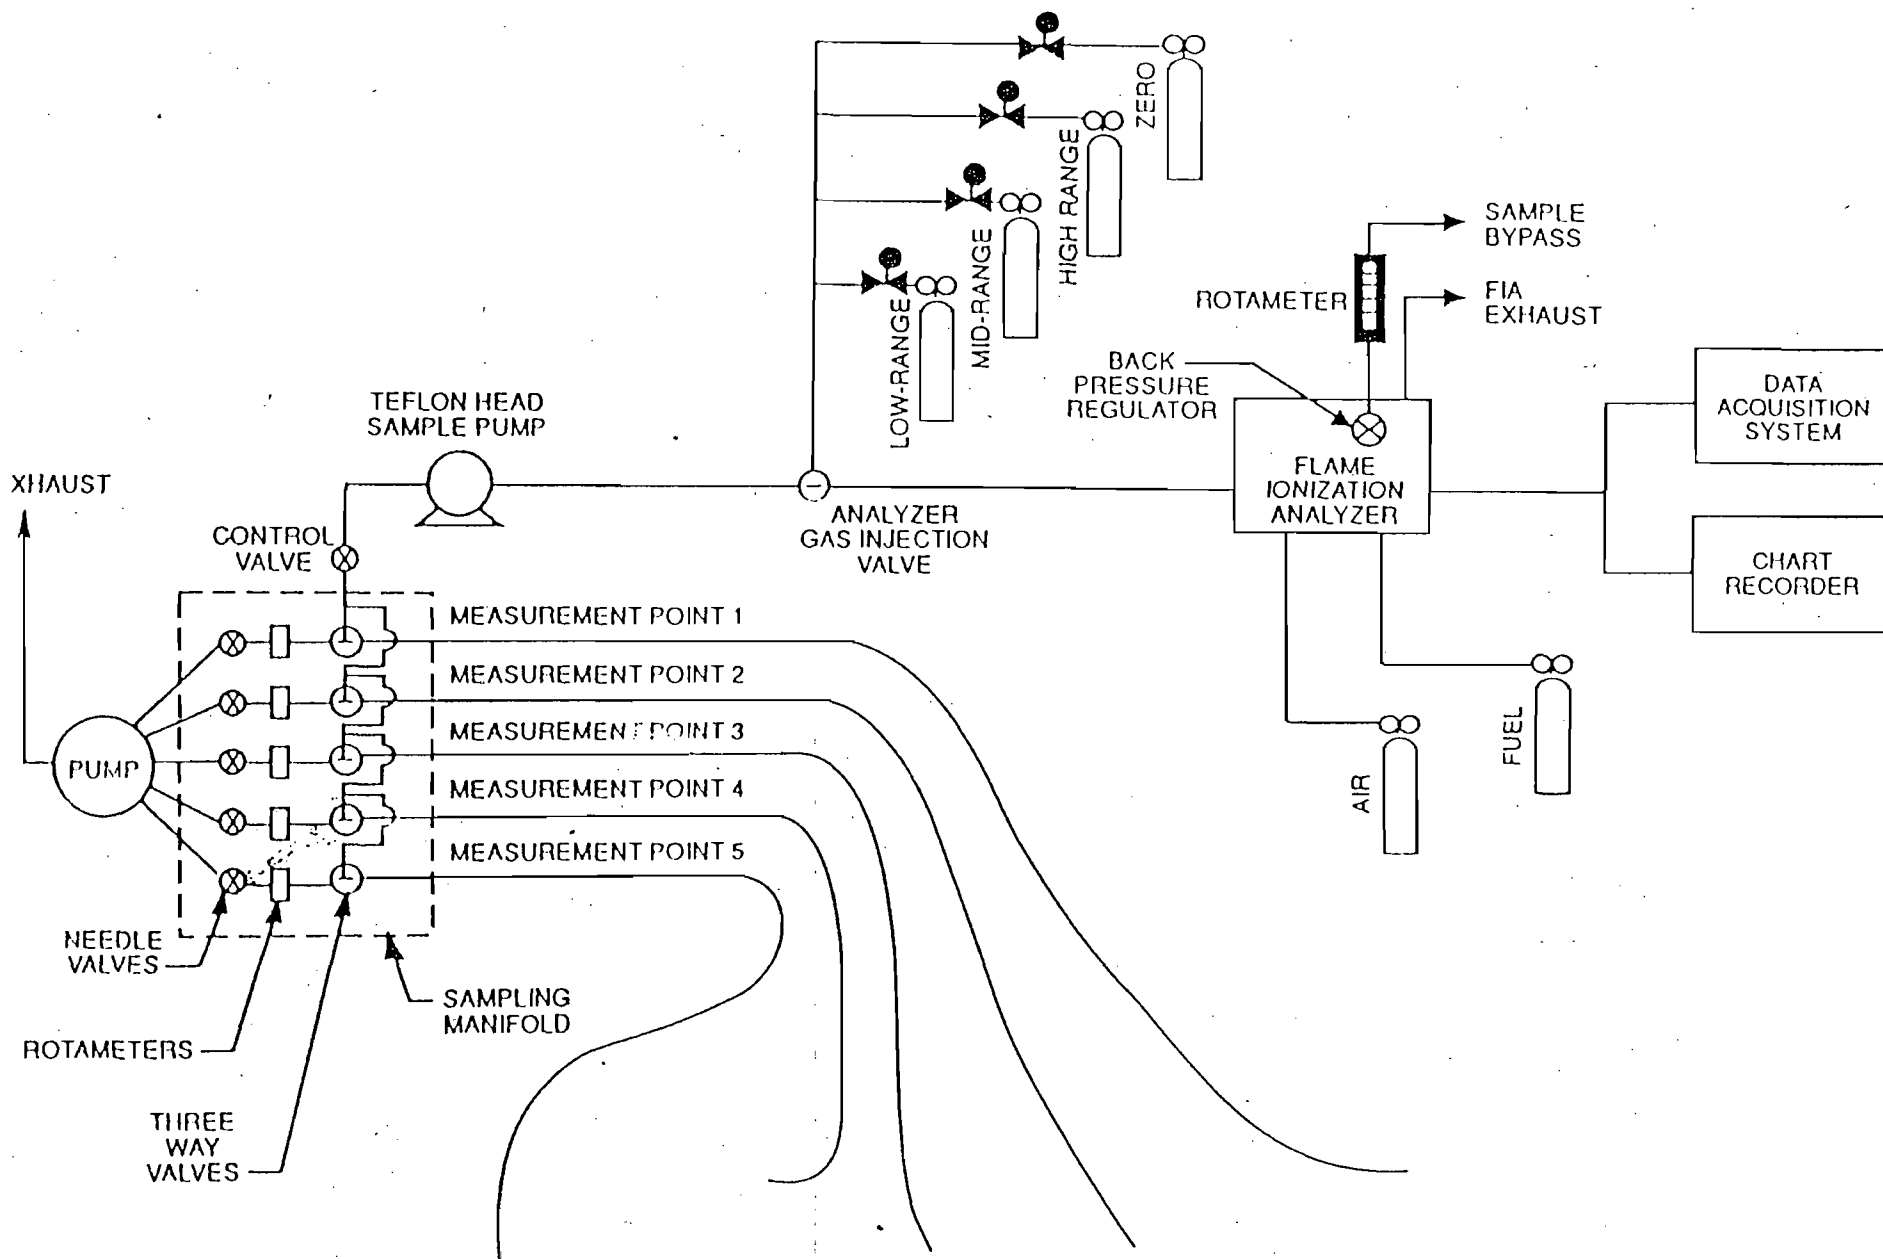 ZERO
HIGH RANGE
MID-RANGE
LOW-RANGE
SAMPLE
BYPASS
ROTAMETER
FIA
EXHAUST
BACK
PRESSURE
REGULATOR
DATA
ACQUISITION
SYSTEM
TEFLON HEAD
SAMPLE PUMP
FLAME
IONIZATION
ANALYZER
XHAUST
ANALYZER
GAS INJECTION
VALVE
CONTROL
VALVE
CHART
RECORDER
MEASUREMENT POINT 1
MEASUREMENT POINT 2
MEASUREMENT POINT 3
MEASUREMENT POINT 4
MEASUREMENT POINT 5
PUMP
FUEL
AIR
NEEDLE
VALVES
SAMPLING
MANIFOLD
ROTAMETERS
THREE
WAY
VALVES